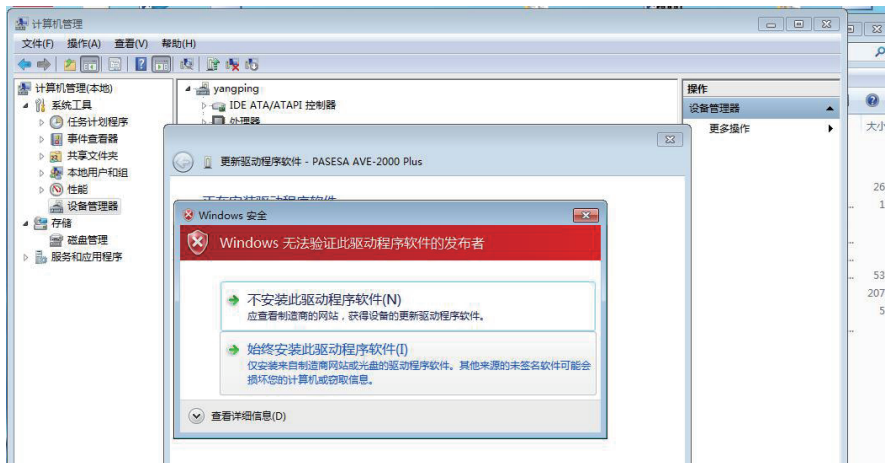 计算机管理
文件(F) 操作(A) 查看(V) 帮助(H)
计算机管理(本地)
系统工具
任务计划程序
事件查看器
共享文件夹
本地用户和组
性能
设备管理器
存储
磁盘管理
服务和应用程序
yangping
IDE ATA/ATAPI 控制器
处理器
操作
设备管理器
更多操作
更新驱动程序软件 - PASESA AVE-2000 Plus
正在安装驱动程序软件
Windows 安全
Windows 无法验证此驱动程序软件的发布者
不安装此驱动程序软件(N)
应查看制造商的网站，获得设备的更新驱动程序软件。
始终安装此驱动程序软件(I)
仅安装来自制造商网站或光盘的驱动程序软件。其他来源的未签名软件可能会
损坏您的计算机或窃取信息。
查看详细信息(D)
大小
26
1
53
207
5